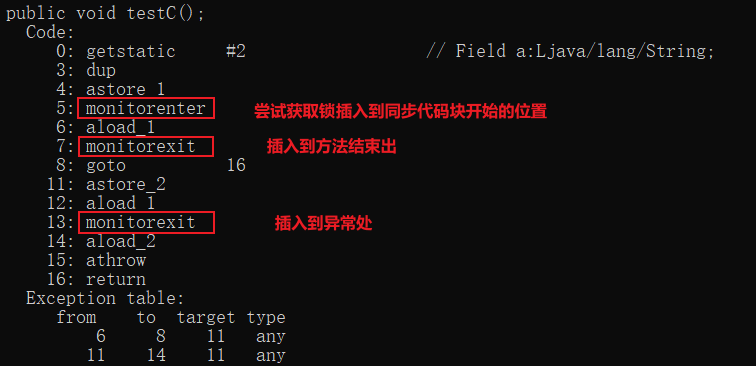 public void testC();
Code:
0: getstatic #2 // Field a:Ljava/lang/String;
3: dup
4: astore_1
5: monitorenter 尝试获取锁插入到同步代码块开始的位置
6: aload_1
7: monitorexit 插入到方法结束出
8: goto 16
11: astore_2
12: aload_1
13: monitorexit 插入到异常处
14: aload_2
15: athrow
16: return
Exception table:
from to target type
6 8 11 any
11 14 11 any